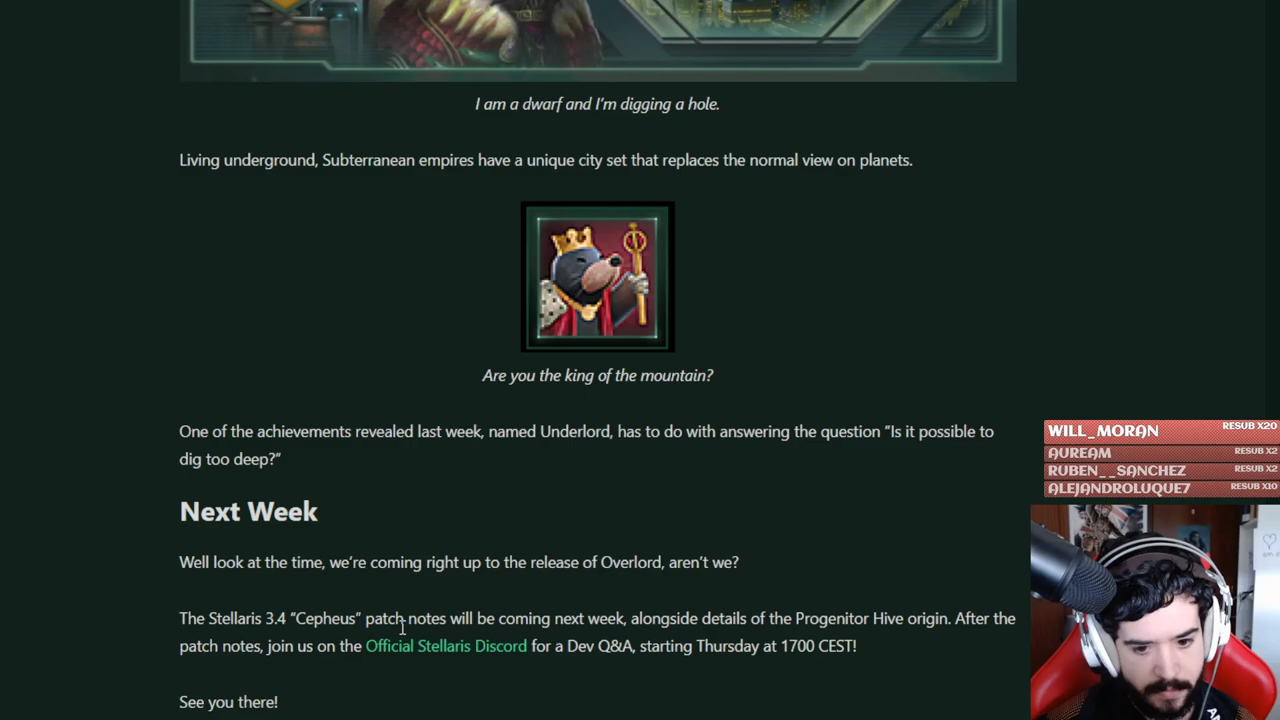 I am a dwarf and I'm digging a hole.
Living underground, Subterranean empires have a unique city set that replaces the normal view on planets.
Are you the king of the mountain?
One of the achievements revealed last week, named Underlord, has to do with answering the question “Is it possible to
dig too deep?”
Next Week
Well look at the time, we're coming right up to the release of Overlord, aren't we?
The Stellaris 3.4 “Cepheus” patch notes will be coming next week, alongside details of the Progenitor Hive origin. After the
patch notes, join us on the Official Stellaris Discord for a Dev Q&A, starting Thursday at 1700 CEST!
See you there!
WILL_MORAN RESUB X20
AUREAM RESUB X2
RUBEN__SANCHEZ RESUB X2
ALEJANDROLUQUE7 RESUB X10